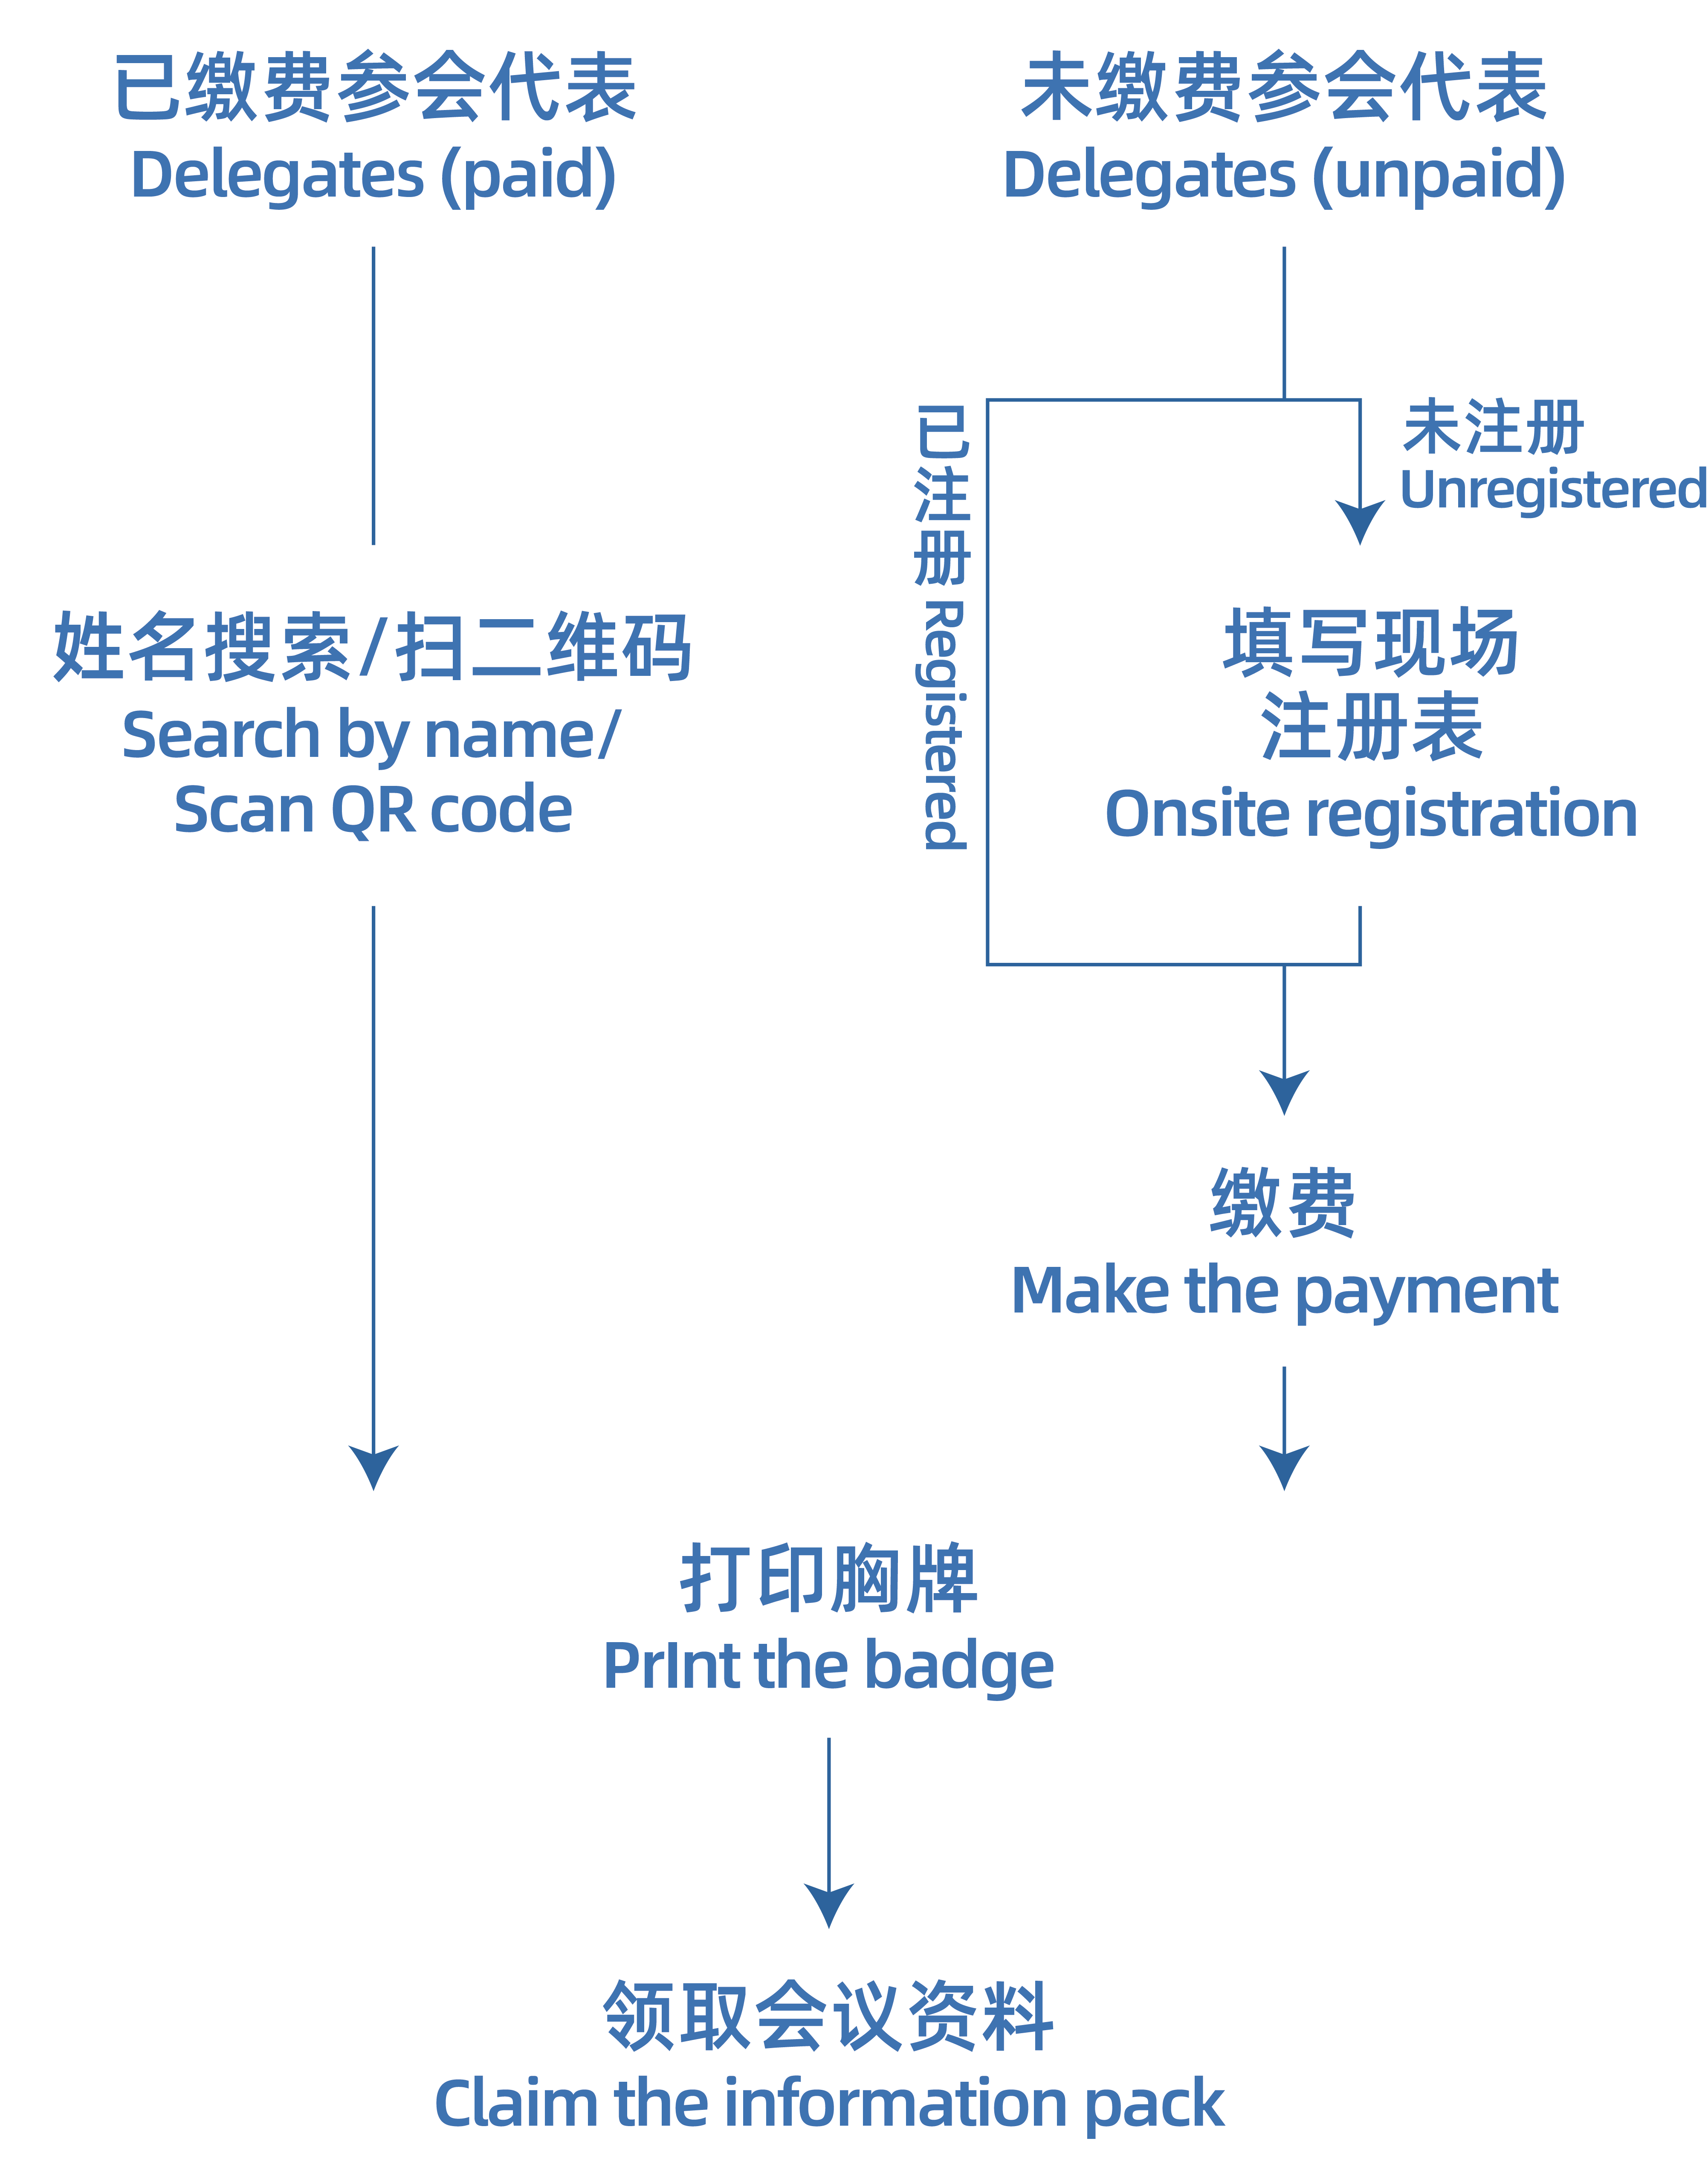 已缴费参会代表
Delegates (paid)
未缴费参会代表
Delegates (unpaid)
已注册 Registered
未注册
Unregistered
姓名搜索/扫二维码
Search by name/
Scan QR code
填写现场
注册表
Onsite registration
缴费
Make the payment
打印胸牌
PrInt the badge
领取会议资料
Claim the information pack